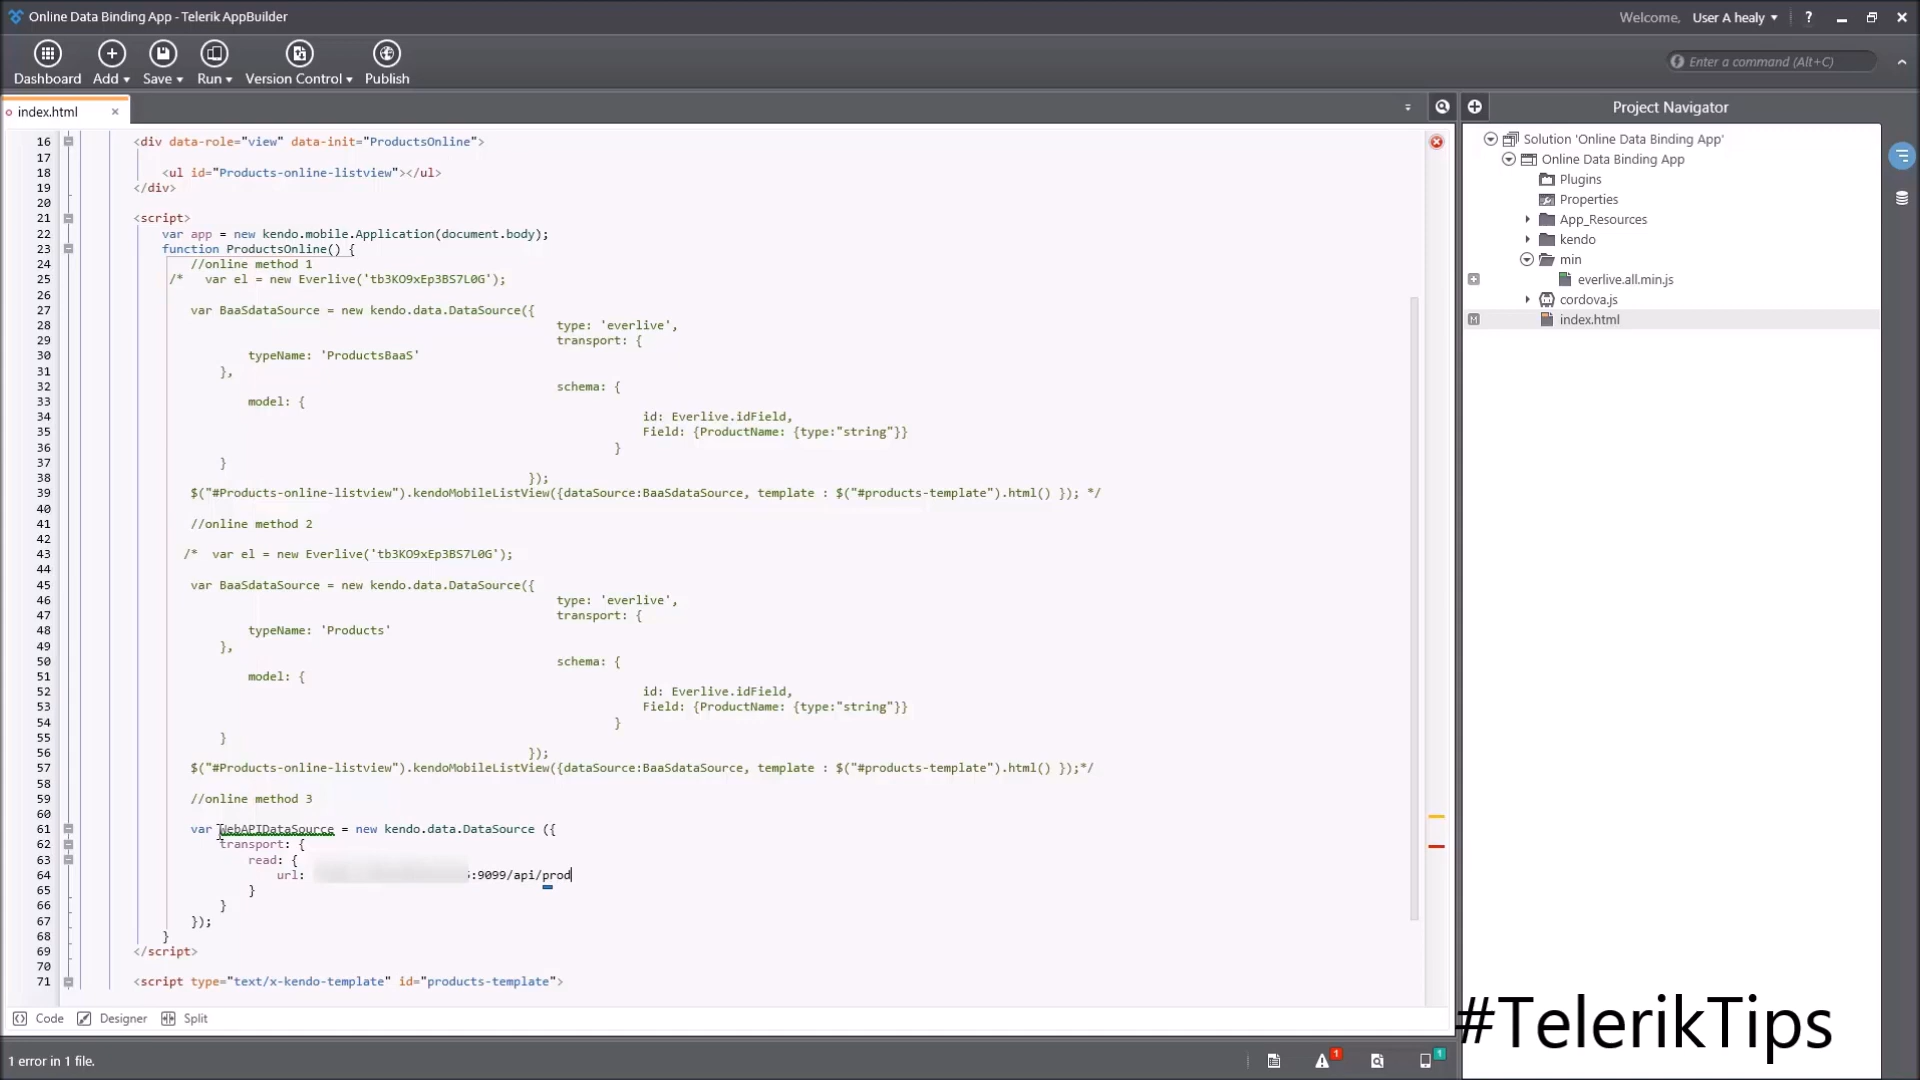 Online Data Binding App - Telerik AppBuilder
Welcome, User A healy ?
Dashboard Add Save Run Version Control Publish
Enter a command (Alt+C)
index.html
Project Navigator
16 <div data-role="view" data-init="ProductsOnline">
17
18 <ul id="Products-online-listview"></ul>
19 </div>
20
21 <script>
22 var app = new kendo.mobile.Application(document.body);
23 function ProductsOnline() {
24 //online method 1
25 /* var el = new Everlive('tb3KO9xEp3BS7L0G');
26
27 var BaaSdataSource = new kendo.data.DataSource({
28 type: 'everlive',
29 transport: {
30 typeName: 'ProductsBaaS'
31 },
32 schema: {
33 model: {
34 id: Everlive.idField,
35 Field: {ProductName: {type:"string"}}
36 }
37 }
38 });
39 $("#Products-online-listview").kendoMobileListView({dataSource:BaaSdataSource, template : $("#products-template").html() }); */
40
41 //online method 2
42
43 /* var el = new Everlive('tb3KO9xEp3BS7L0G');
44
45 var BaaSdataSource = new kendo.data.DataSource({
46 type: 'everlive',
47 transport: {
48 typeName: 'Products'
49 },
50 schema: {
51 model: {
52 id: Everlive.idField,
53 Field: {ProductName: {type:"string"}}
54 }
55 }
56 });
57 $("#Products-online-listview").kendoMobileListView({dataSource:BaaSdataSource, template : $("#products-template").html() });*/
58
59 //online method 3
60
61 var WebAPIDataSource = new kendo.data.DataSource ({
62 transport: {
63 read: {
64 url: :9099/api/prod
65 }
66 }
67 });
68 }
69 </script>
70
71 <script type="text/x-kendo-template" id="products-template">
Solution 'Online Data Binding App'
Online Data Binding App
Plugins
Properties
App_Resources
kendo
min
everlive.all.min.js
cordova.js
M index.html
Code Designer Split
#TelerikTips
1 error in 1 file.
1 1